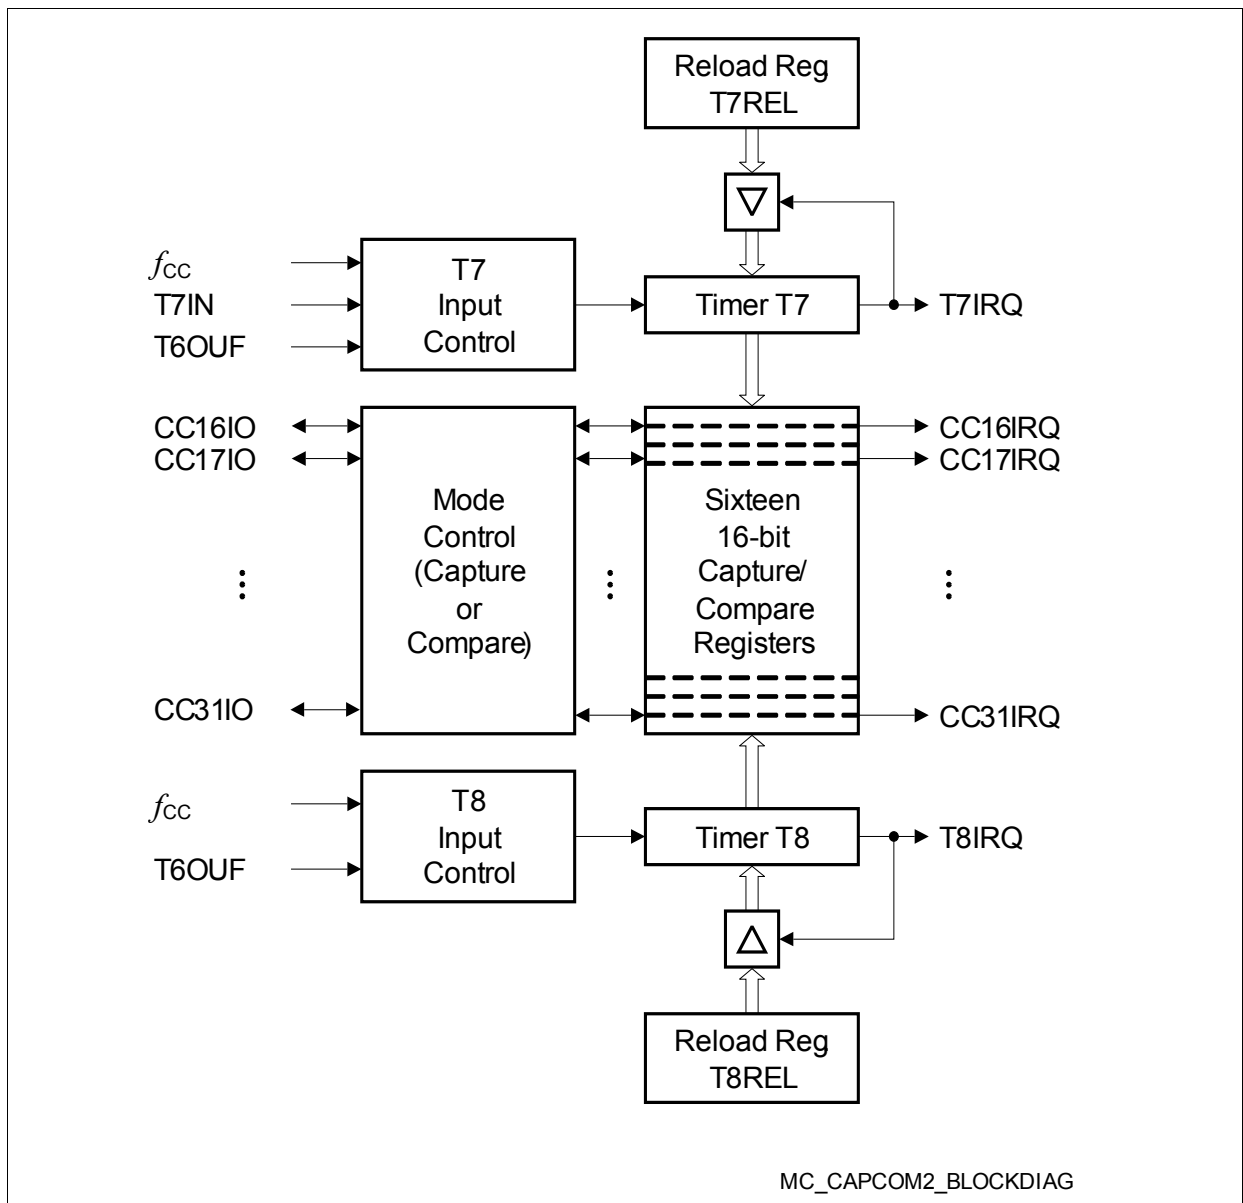 Reload Reg
T7REL
fCC
T7IN
T6OUF
T7
Input
Control
Timer T7
T7IRQ
CC16IO
CC17IO
CC31IO
Mode
Control
(Capture
or
Compare)
Sixteen
16-bit
Capture/
Compare
Registers
CC16IRQ
CC17IRQ
CC31IRQ
fCC
T6OUF
T8
Input
Control
Timer T8
T8IRQ
Reload Reg
T8REL
MC_CAPCOM2_BLOCKDIAG